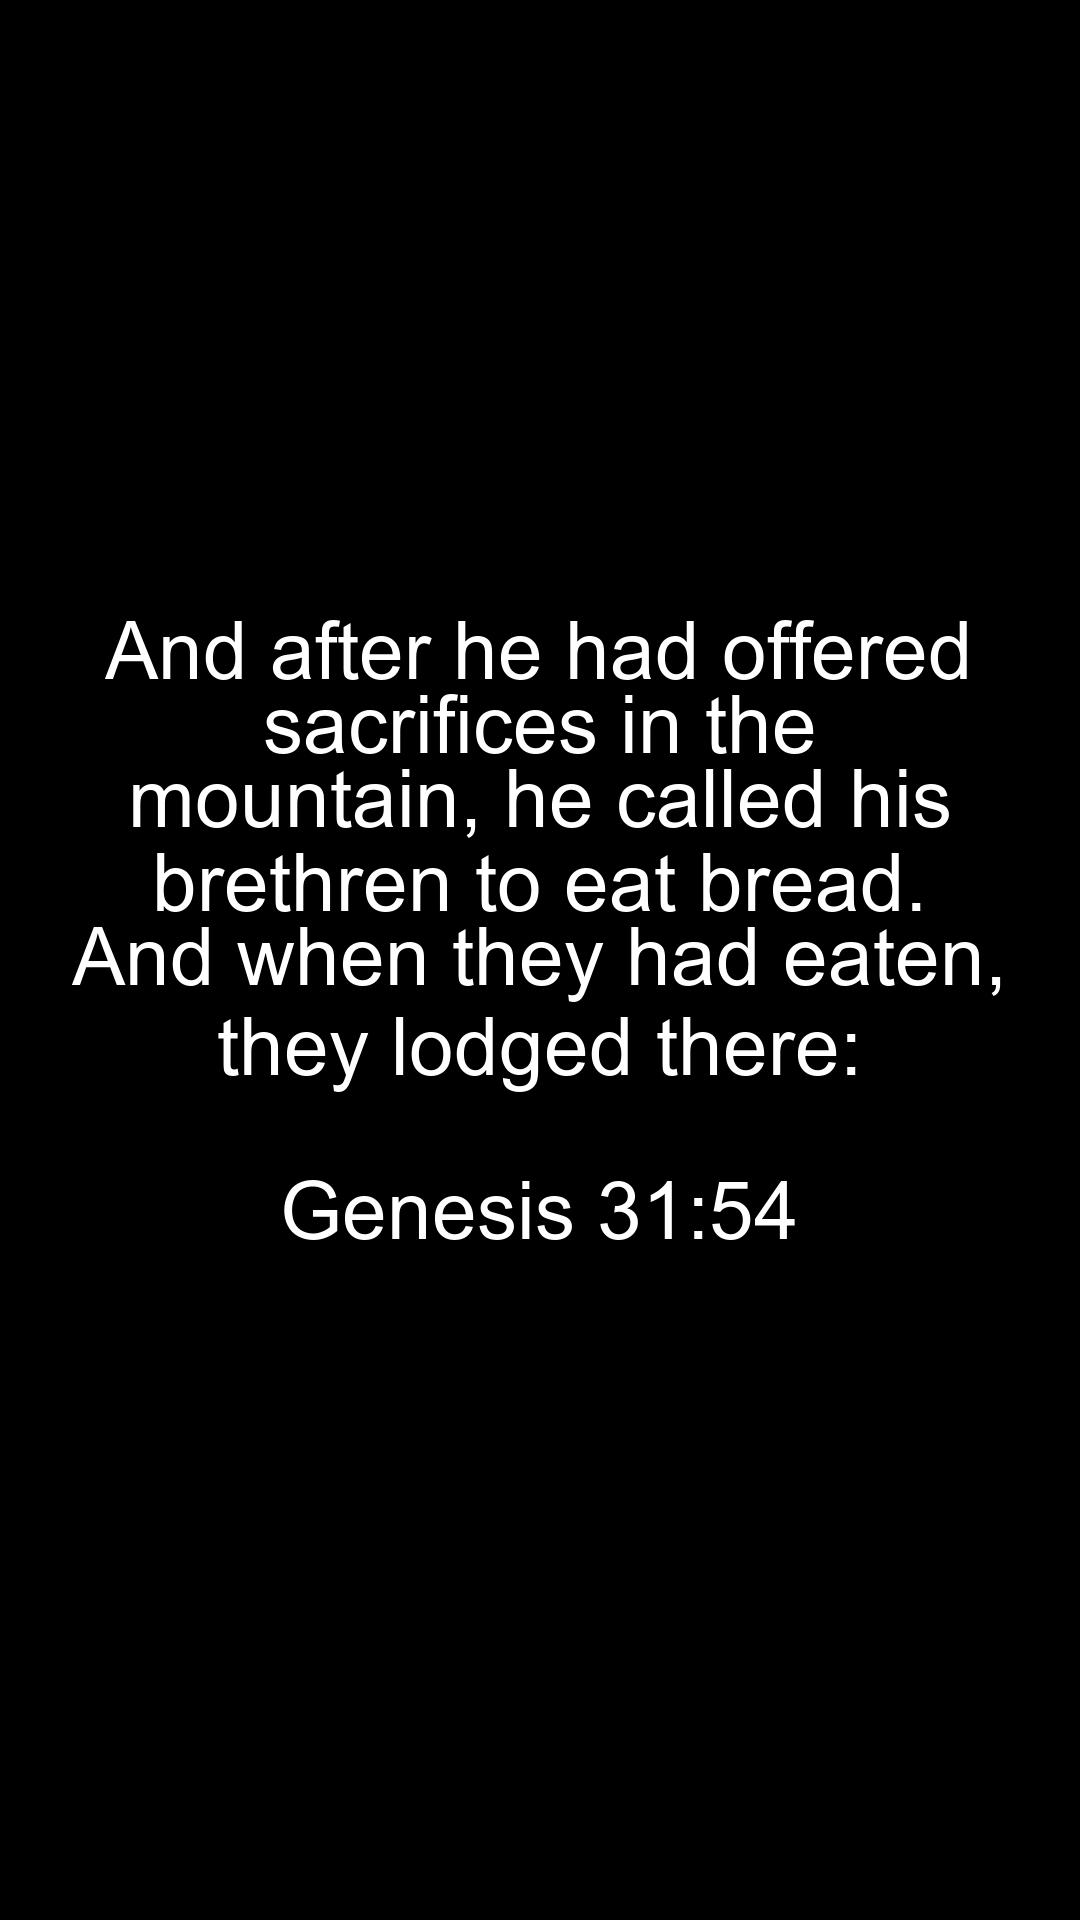 And after he had offered
sacrifices in the
mountain, he called his
brethren to eat bread.
And when they had eaten,
they lodged there:
Genesis 31:54